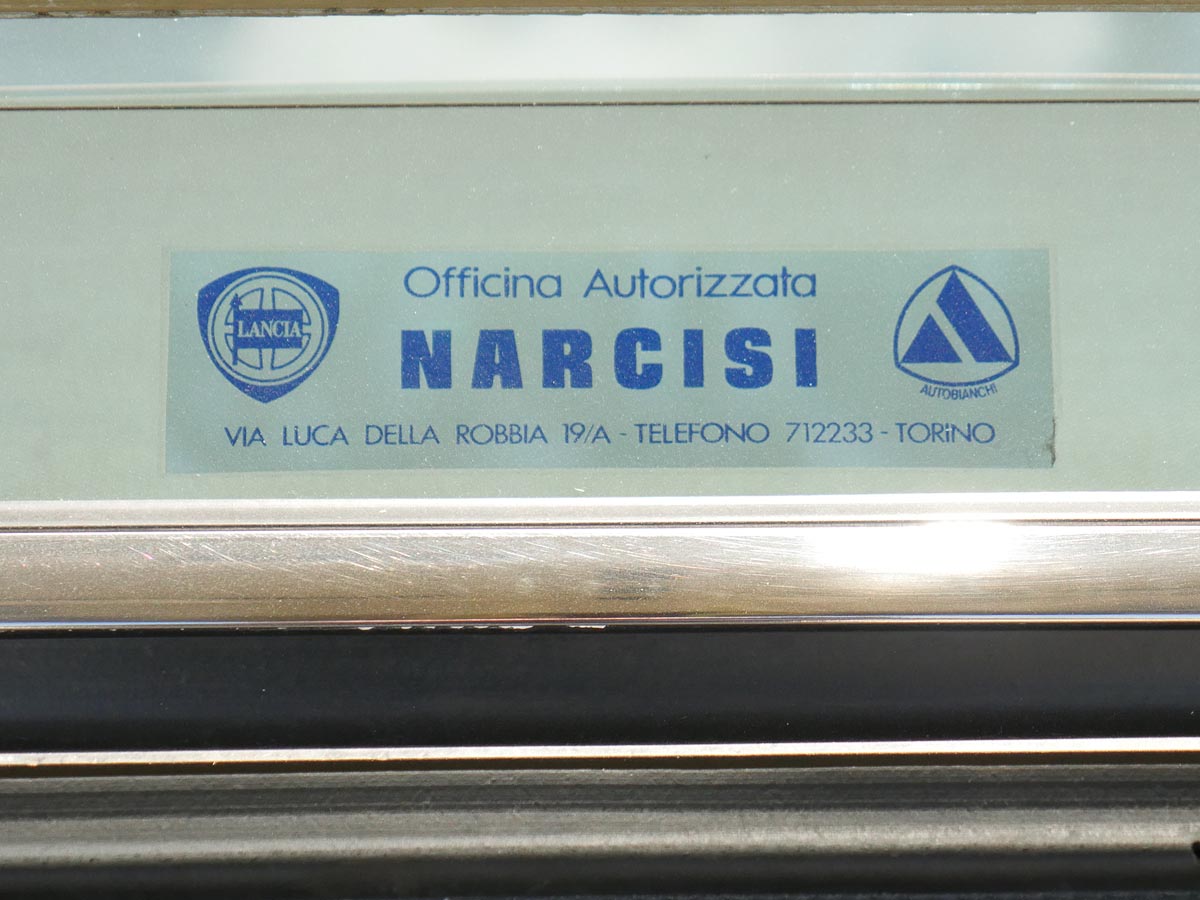 Officina Autorizzata
LANCIA
NARCISI
AUTOBIANCHI
VIA LUCA DELLA ROBBIA 19/A - TELEFONO 712233 - TORiNO